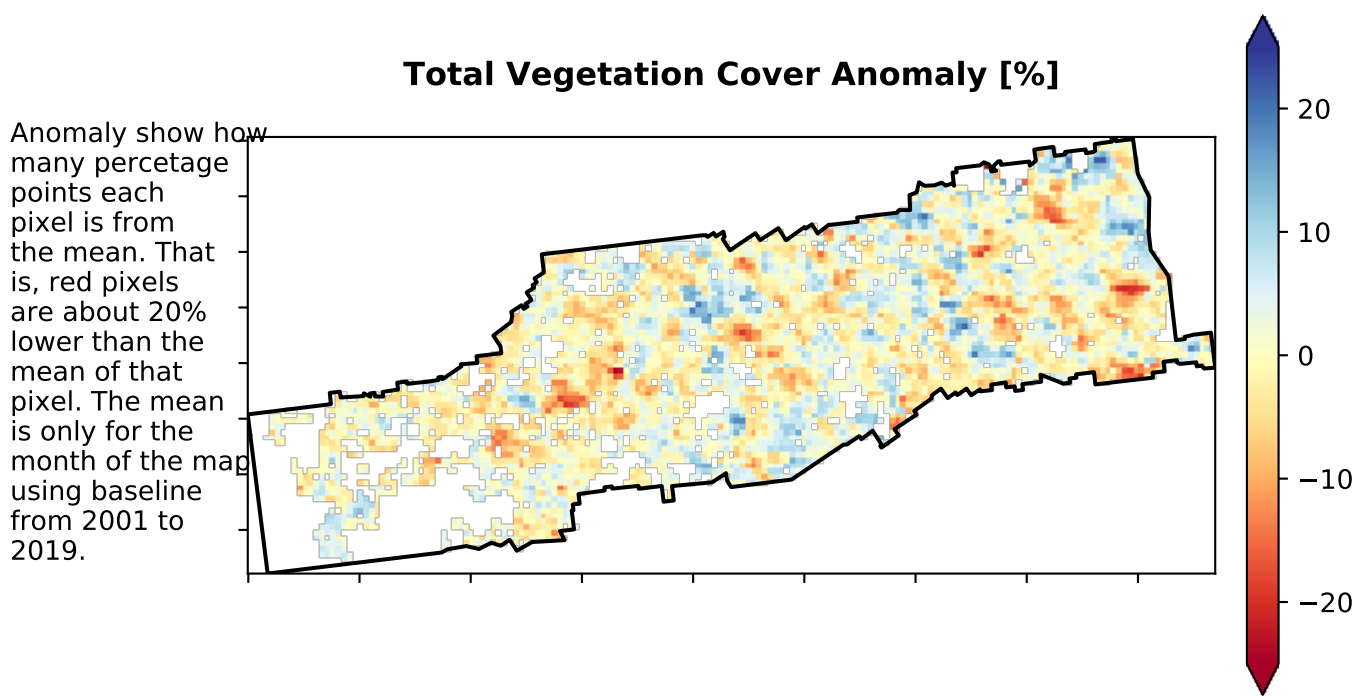 Total Vegetation Cover Anomaly [%]
Anomaly show how
many percetage
points each
pixel is from
the mean. That
is, red pixels
are about 20%
lower than the
mean of that
pixel. The mean
is only for the
month of the map
using baseline
from 2001 to
2019.
20
10
0
−10
−20